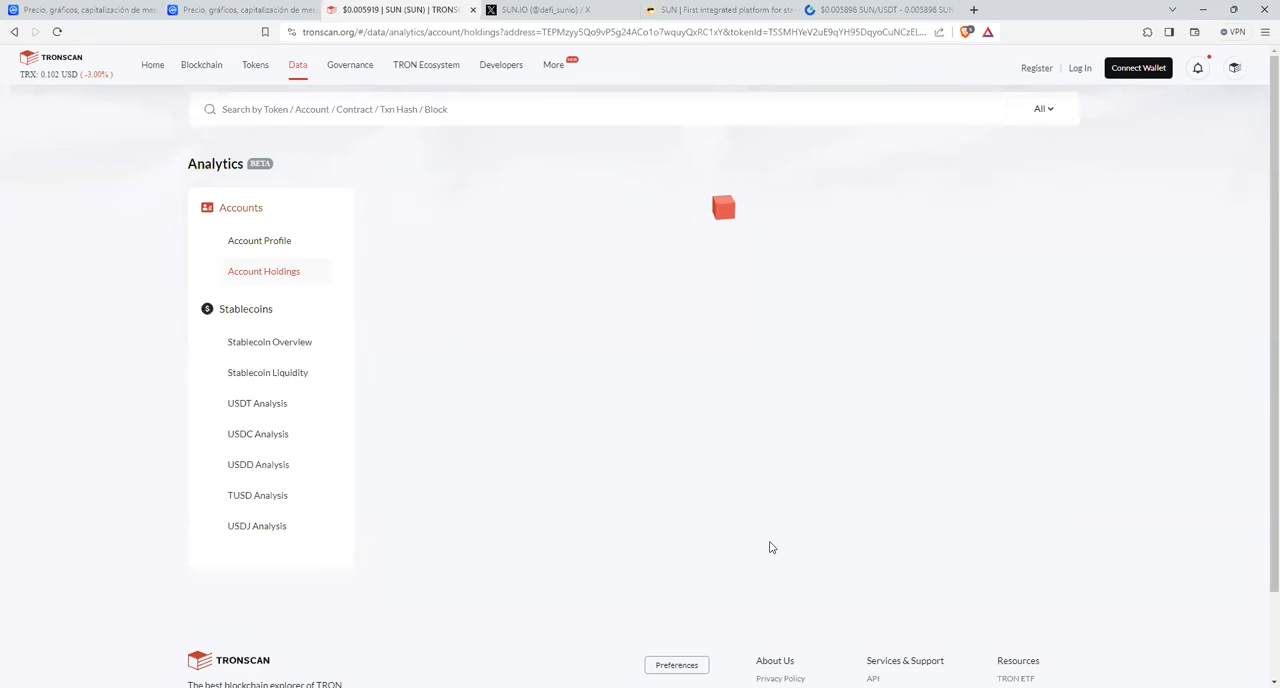 Precio, gráficos, capitalización de mer
Precio, gráficos, capitalización de mer
$0.005919 | SUN (SUN) | TRONSC
SUN.IO (@defi_sunio) / X
SUN | First integrated platform for sta
$0.005896 SUN/USDT - 0.005896 SUN
tronscan.org/#/data/analytics/account/holdings?address=TEPMzyy5Qo9vP5g24ACo1o7wquyQxRC1xY&tokenId=TSSMHYeV2uE9qYH95DqyoCuNCzEL...
VPN
TRONSCAN
TRX: 0.102 USD ( -3.00% )
Home
Blockchain
Tokens
Data
Governance
TRON Ecosystem
Developers
More
NEW
Register
Log In
Connect Wallet
Search by Token / Account / Contract / Txn Hash / Block
All
Analytics BETA
Accounts
Account Profile
Account Holdings
Stablecoins
Stablecoin Overview
Stablecoin Liquidity
USDT Analysis
USDC Analysis
USDD Analysis
TUSD Analysis
USDJ Analysis
TRONSCAN
The best blockchain explorer of TRON
Preferences
About Us
Privacy Policy
Services & Support
API
Resources
TRON ETF